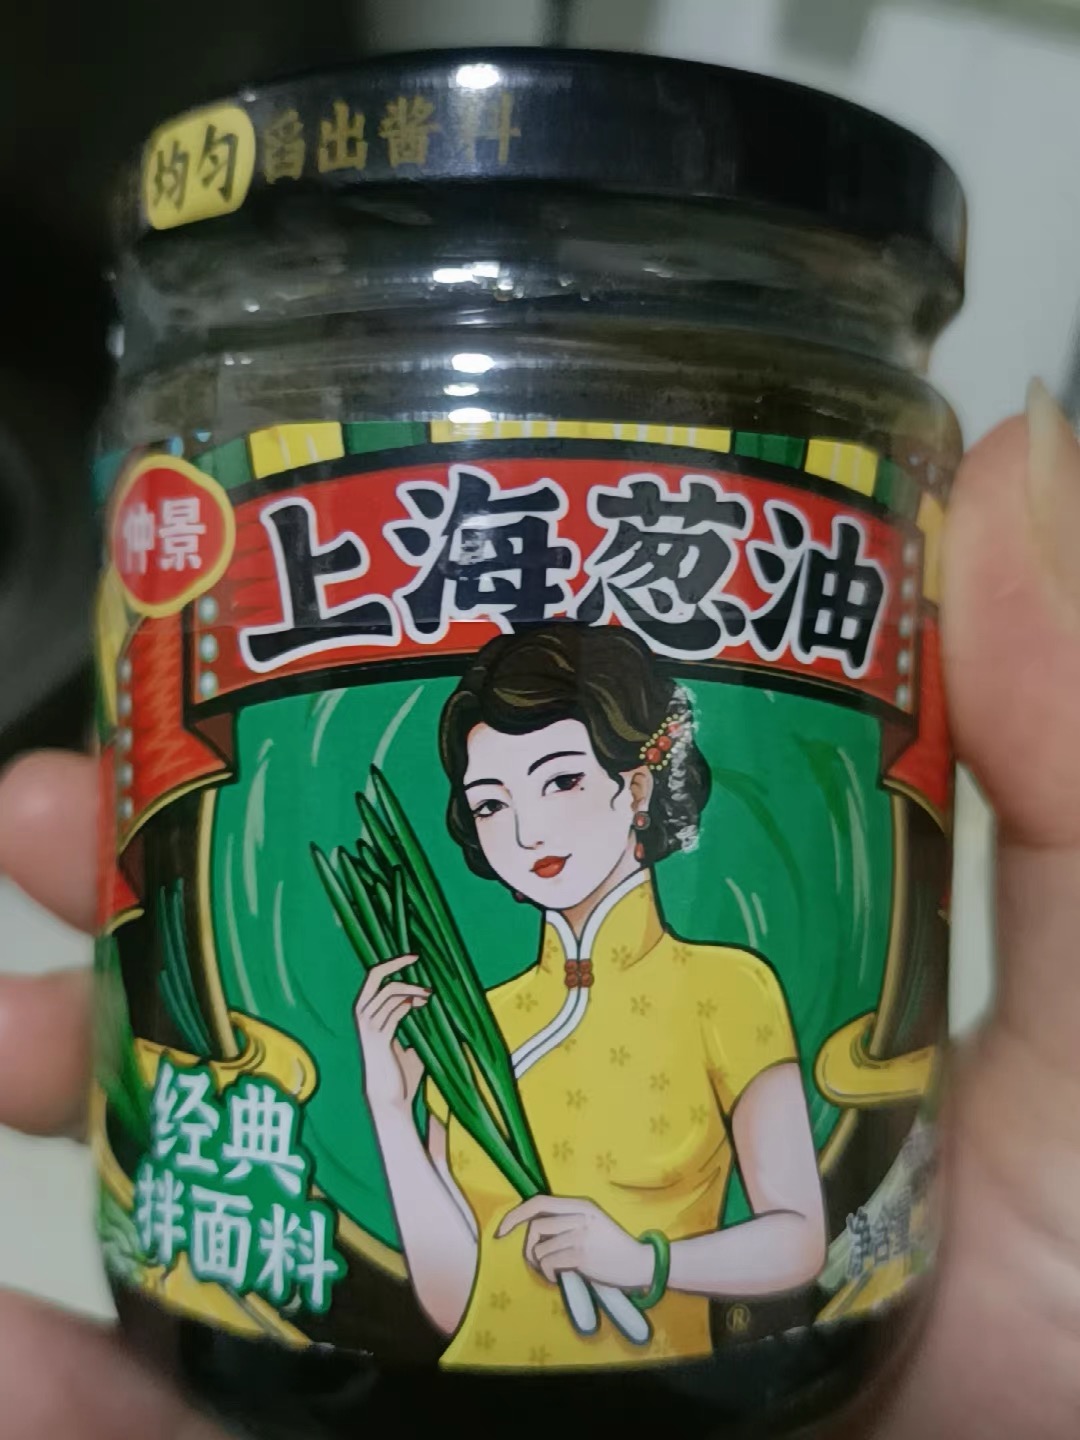 均匀舀出酱料
仲景
上海葱油
经典
拌面料
净含量
®